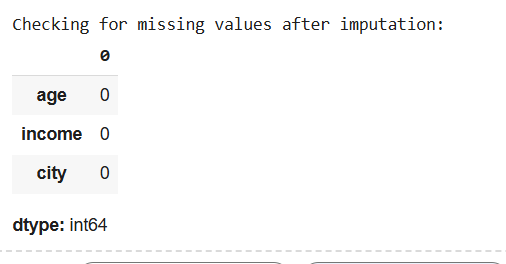 Checking for missing values after imputation:
0
age 0
income 0
city 0
dtype: int64